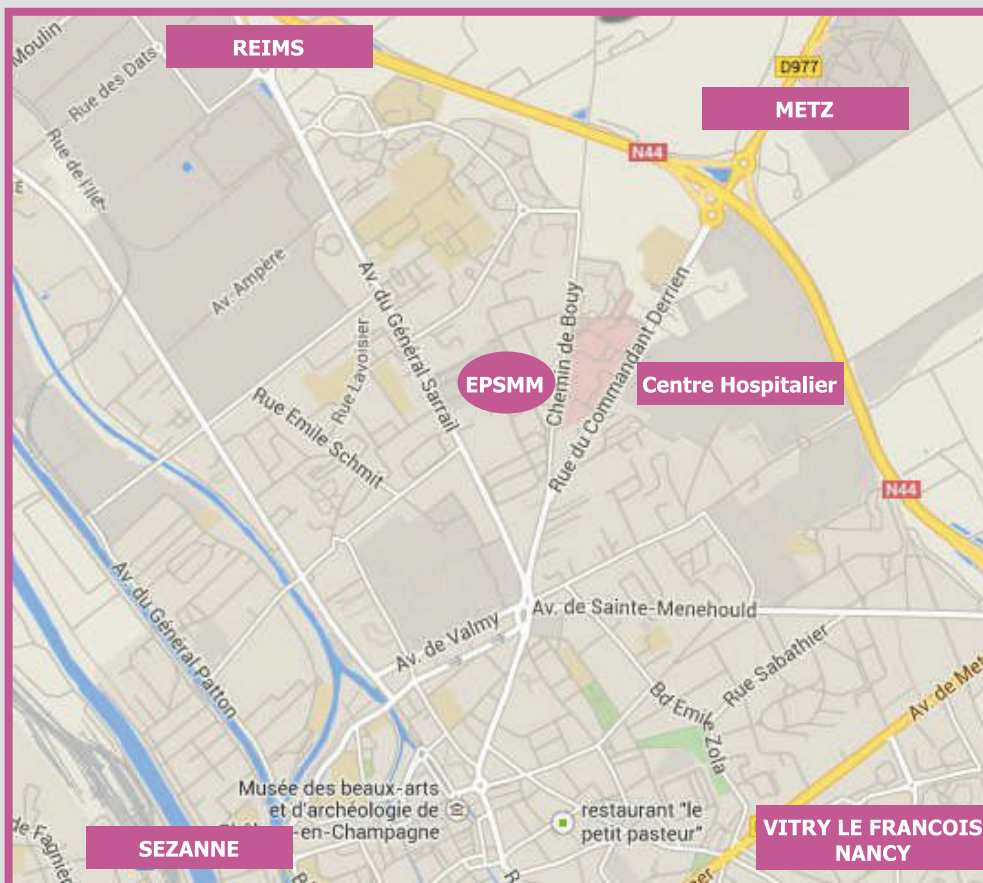 Moulin
REIMS
Rue des Dats
D977
METZ
N44
Rue de l'Ile
Av. Ampère
Av. du Général Sarrail
Chemin de Bouy
Rue du Commandant Derrien
Rue Lavoisier
EPSMM
Centre Hospitalier
Rue Emile Schmit
N44
Av. du Général Patton
Av. de Valmy
Av. de Sainte-Menehould
Rue Sabathier
Bd Emile Zola
Av. de Met
Musée des beaux-arts
et d'archéologie de
-en-Champagne
restaurant "le
petit pasteur"
de Fagniè
SEZANNE
VITRY LE FRANCOIS
NANCY